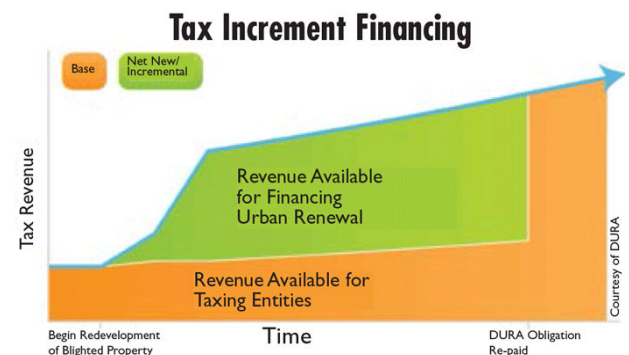 Tax Increment Financing
Base
Net New/
Incremental
Tax Revenue
Revenue Available
for Financing
Urban Renewal
Revenue Available for
Taxing Entities
Courtesy of DURA
Begin Redevelopment
of Blighted Property
Time
DURA Obligation
Re-paid